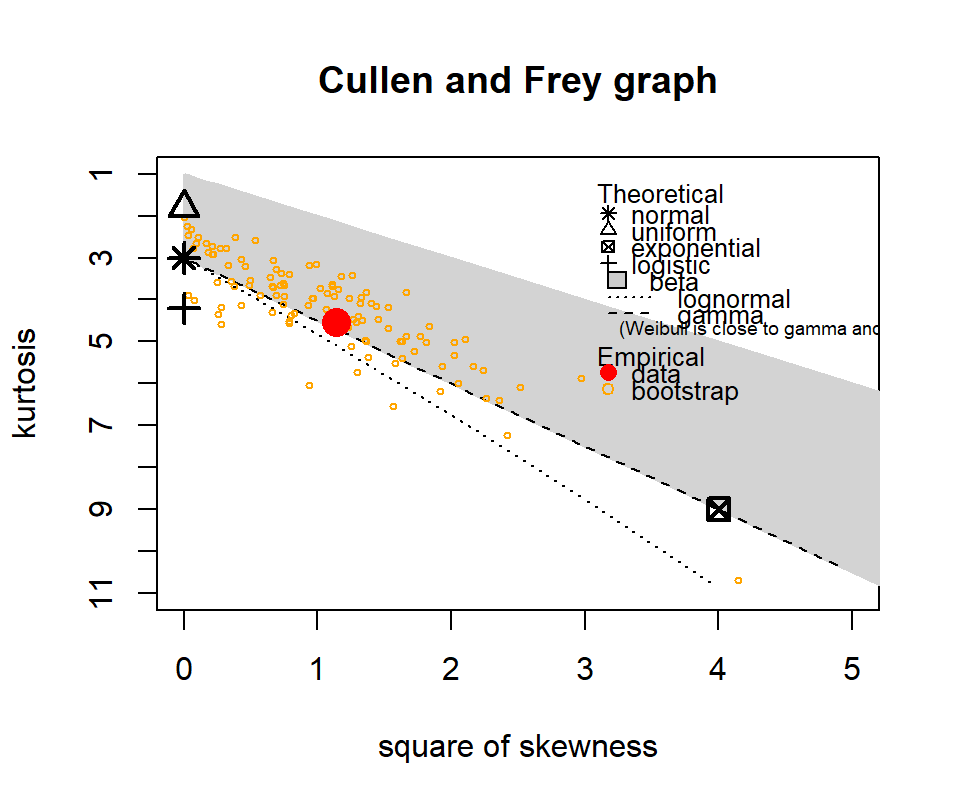 Cullen and Frey graph
kurtosis
1
3
5
7
9
11
Theoretical
normal
uniform
exponential
logistic
beta
lognormal
gamma
(Weibull is close to gamma and
Empirical
data
bootstrap
0 1 2 3 4 5
square of skewness